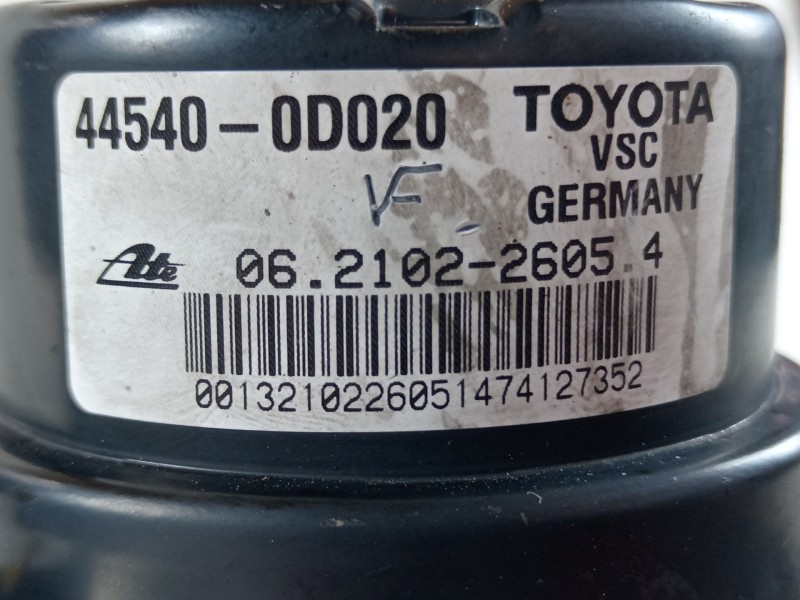 44540-0D020
TOYOTA
VSC
GERMANY
VF
Ate
06.2102-2605.4
0013210226051474127352